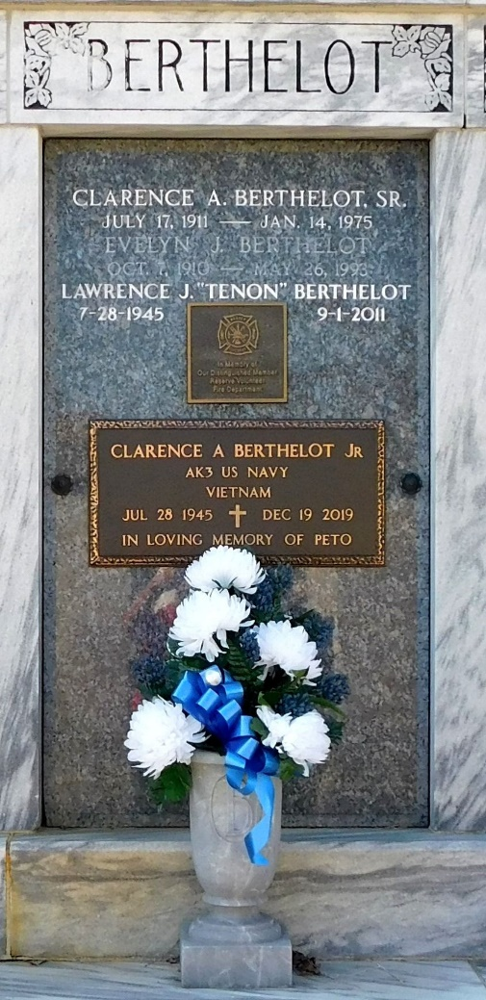 BERTHELOT
CLARENCE A. BERTHELOT, SR.
JULY 17, 1911 — JAN. 14, 1975
EVELYN J. BERTHELOT
OCT. 7, 1910 — MAY 26, 1993
LAWRENCE J. "TENON" BERTHELOT
7-28-1945 9-1-2011
In Memory of
Our Distinguished Member
Reserve Volunteer
Fire Department
CLARENCE A BERTHELOT JR
AK3 US NAVY
VIETNAM
JUL 28 1945 DEC 19 2019
IN LOVING MEMORY OF PETO